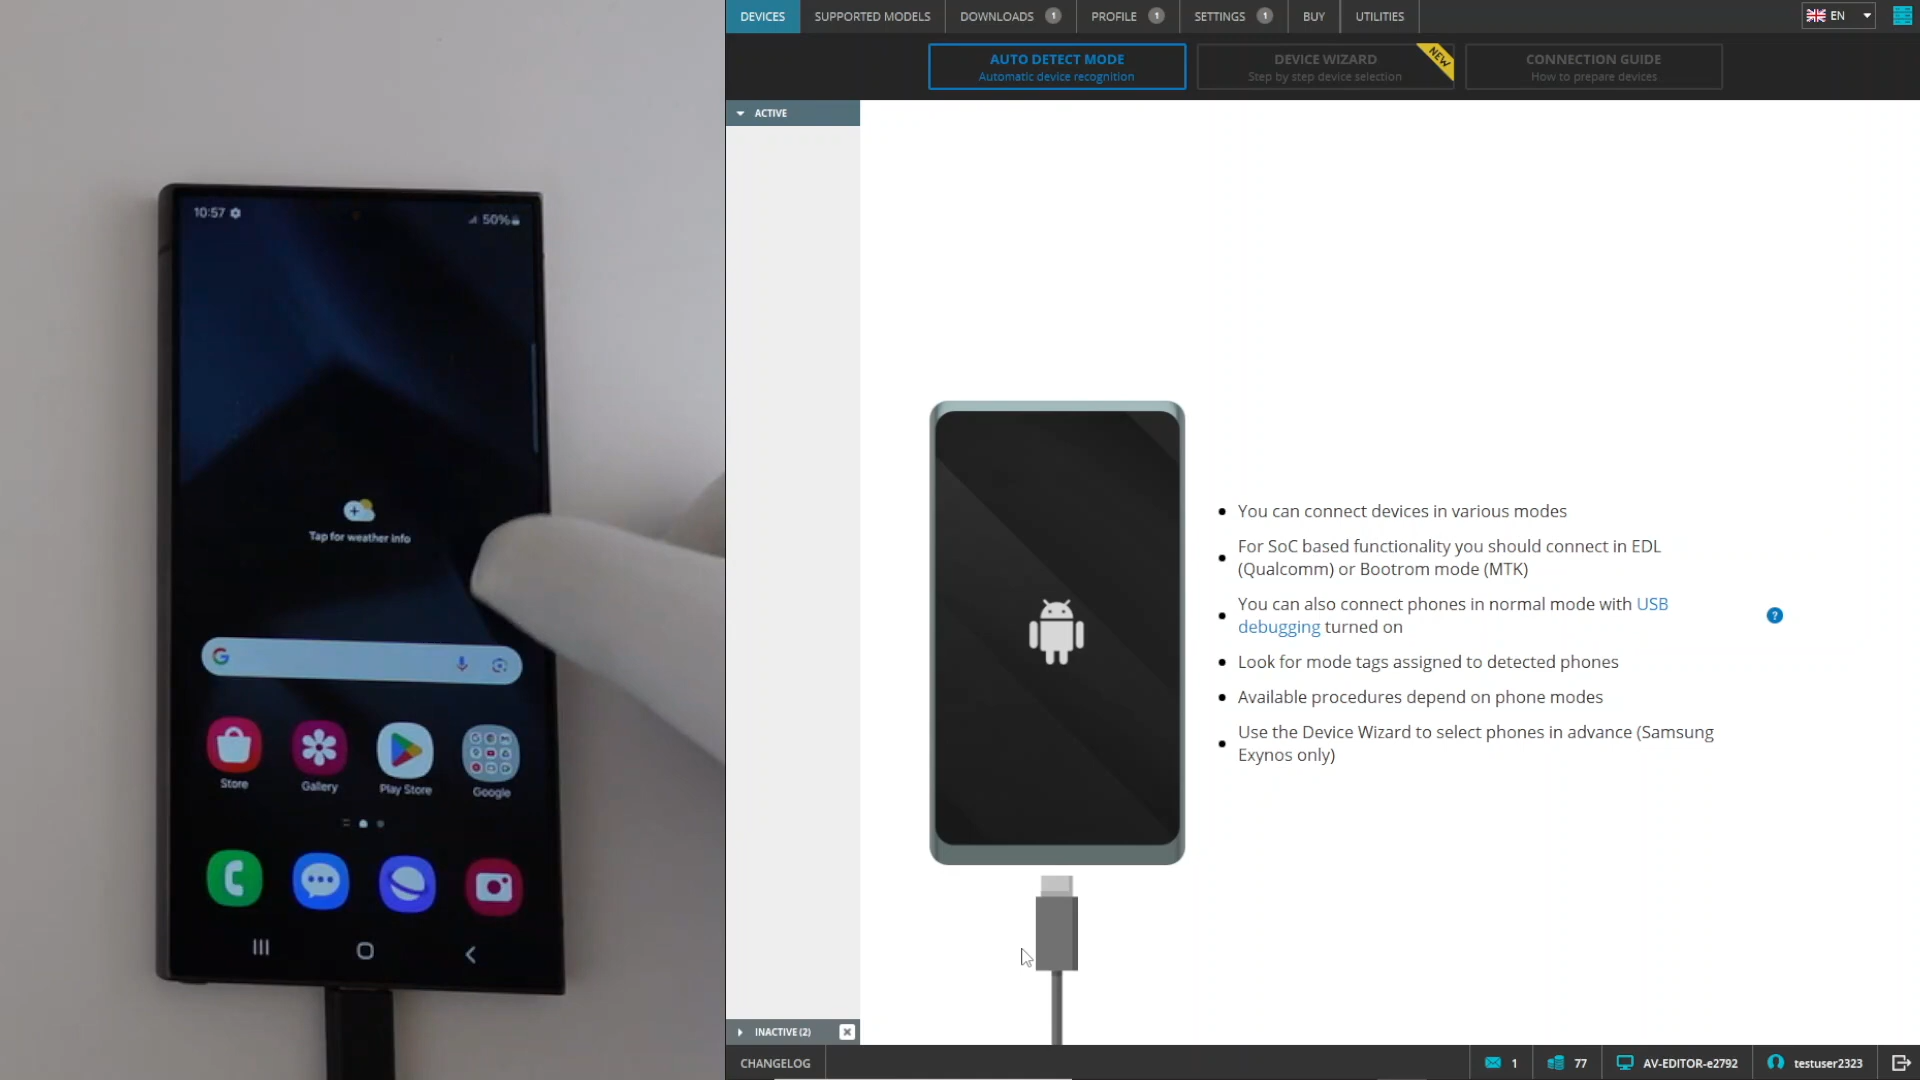 10:57
50%
Tap for weather info
G
Store
Gallery
Play Store
Google
DEVICES
SUPPORTED MODELS
DOWNLOADS 1
PROFILE 1
SETTINGS 1
BUY
UTILITIES
EN
AUTO DETECT MODE
Automatic device recognition
DEVICE WIZARD
Step by step device selection
NEW
CONNECTION GUIDE
How to prepare devices
ACTIVE
• You can connect devices in various modes
• For SoC based functionality you should connect in EDL
(Qualcomm) or Bootrom mode (MTK)
• You can also connect phones in normal mode with USB
debugging turned on
?
• Look for mode tags assigned to detected phones
• Available procedures depend on phone modes
• Use the Device Wizard to select phones in advance (Samsung
Exynos only)
INACTIVE (2)
CHANGELOG
1
77
AV-EDITOR-e2792
testuser2323